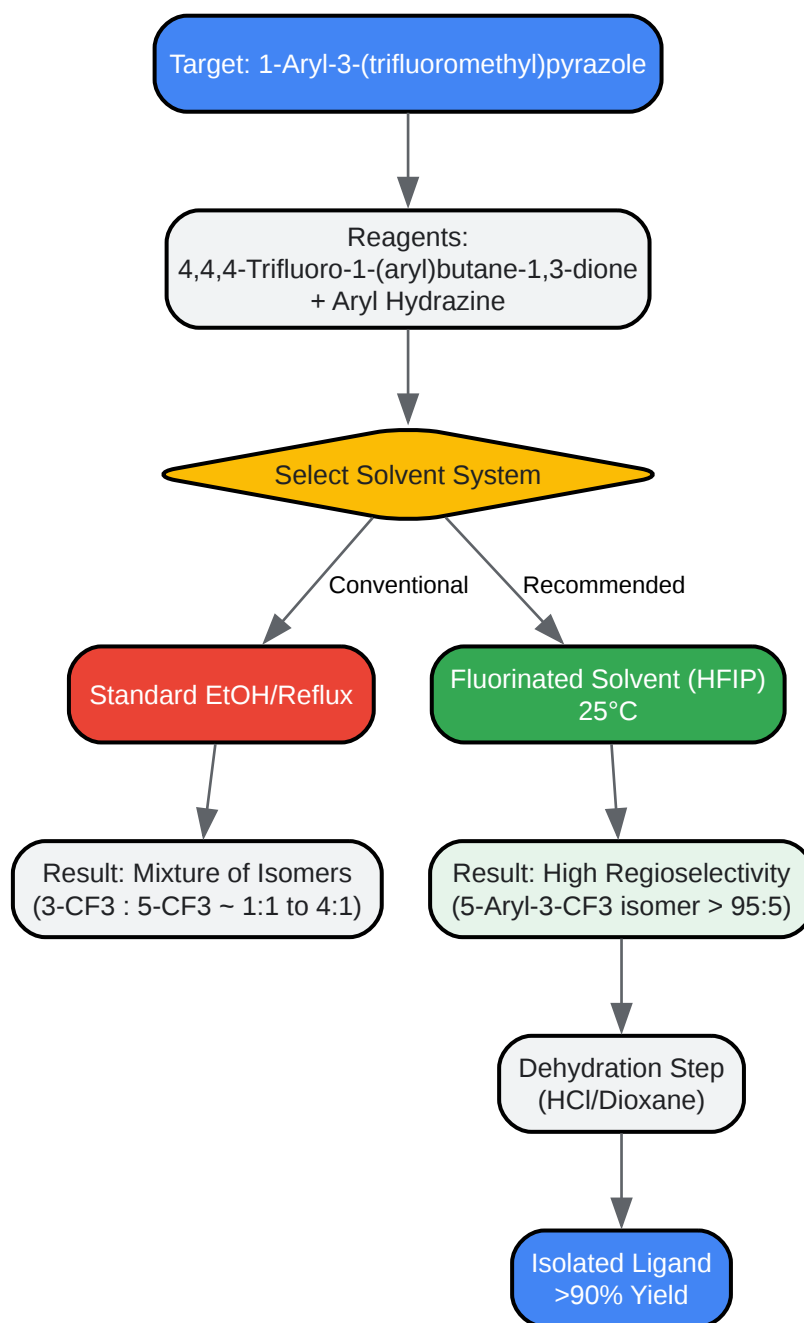 Target: 1-Aryl-3-(trifluoromethyl)pyrazole
Reagents:
4,4,4-Trifluoro-1-(aryl)butane-1,3-dione
+ Aryl Hydrazine
Select Solvent System
Conventional
Recommended
Standard EtOH/Reflux
Fluorinated Solvent (HFIP)
25°C
Result: Mixture of Isomers
(3-CF3 : 5-CF3 ~ 1:1 to 4:1)
Result: High Regioselectivity
(5-Aryl-3-CF3 isomer > 95:5)
Dehydration Step
(HCl/Dioxane)
Isolated Ligand
>90% Yield